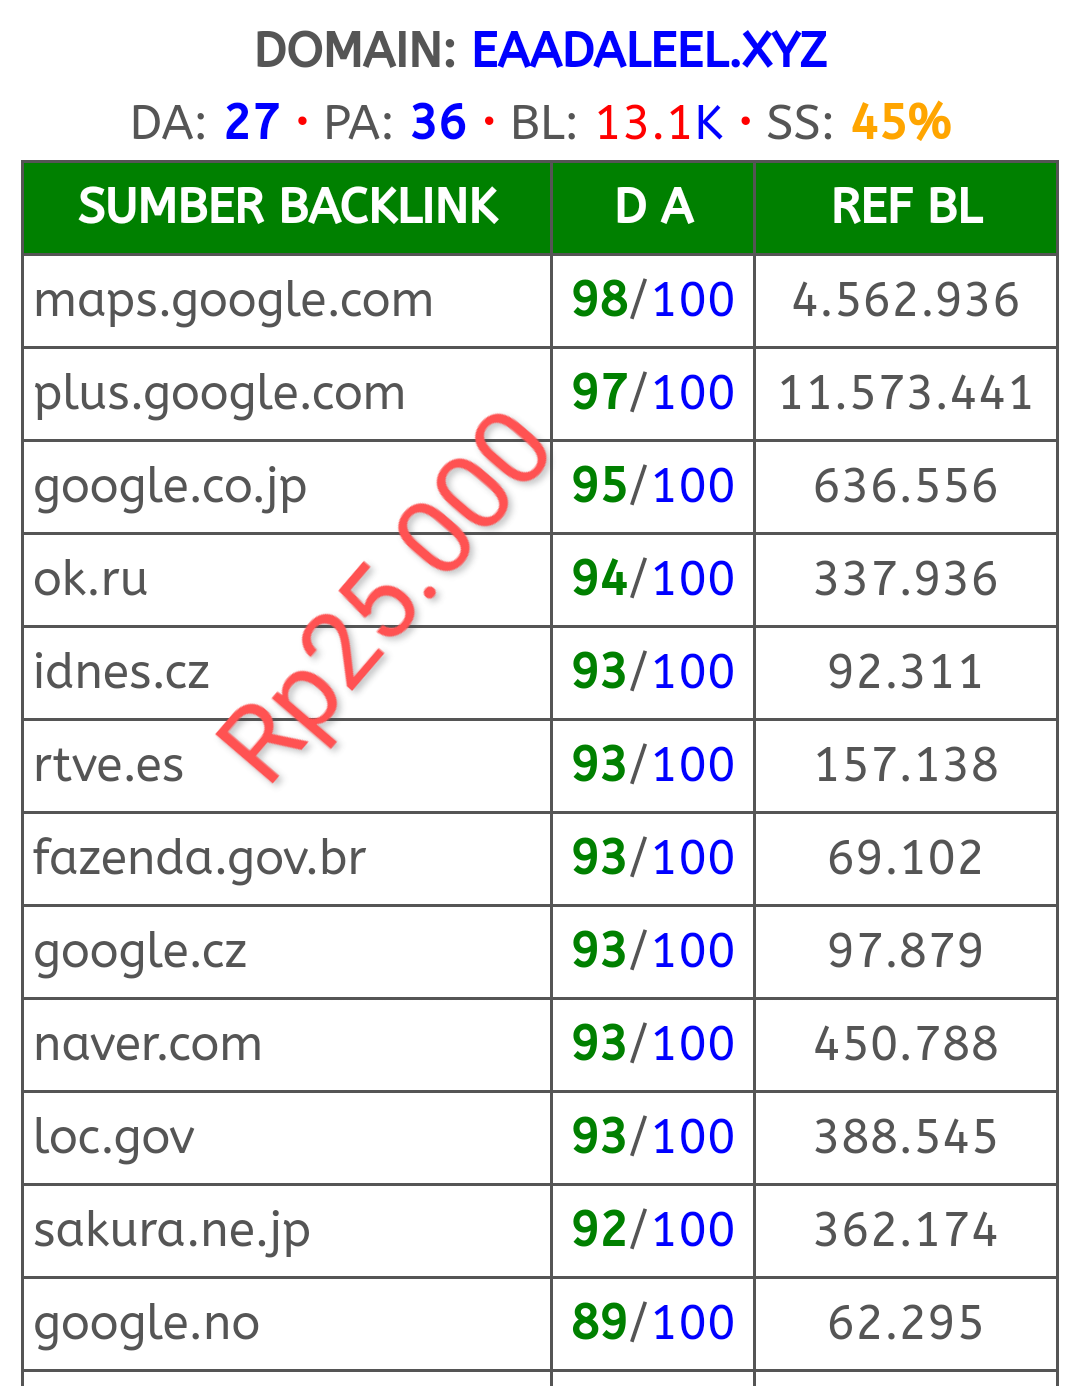 DOMAIN: EAADALEEL.XYZ
DA: 27 • PA: 36 • BL: 13.1K • SS: 45%
SUMBER BACKLINK D A REF BL
maps.google.com 98/100 4.562.936
plus.google.com 97/100 11.573.441
google.co.jp 95/100 636.556
ok.ru 94/100 337.936
idnes.cz 93/100 92.311
rtve.es 93/100 157.138
fazenda.gov.br 93/100 69.102
google.cz 93/100 97.879
naver.com 93/100 450.788
loc.gov 93/100 388.545
sakura.ne.jp 92/100 362.174
google.no 89/100 62.295
Rp25.000